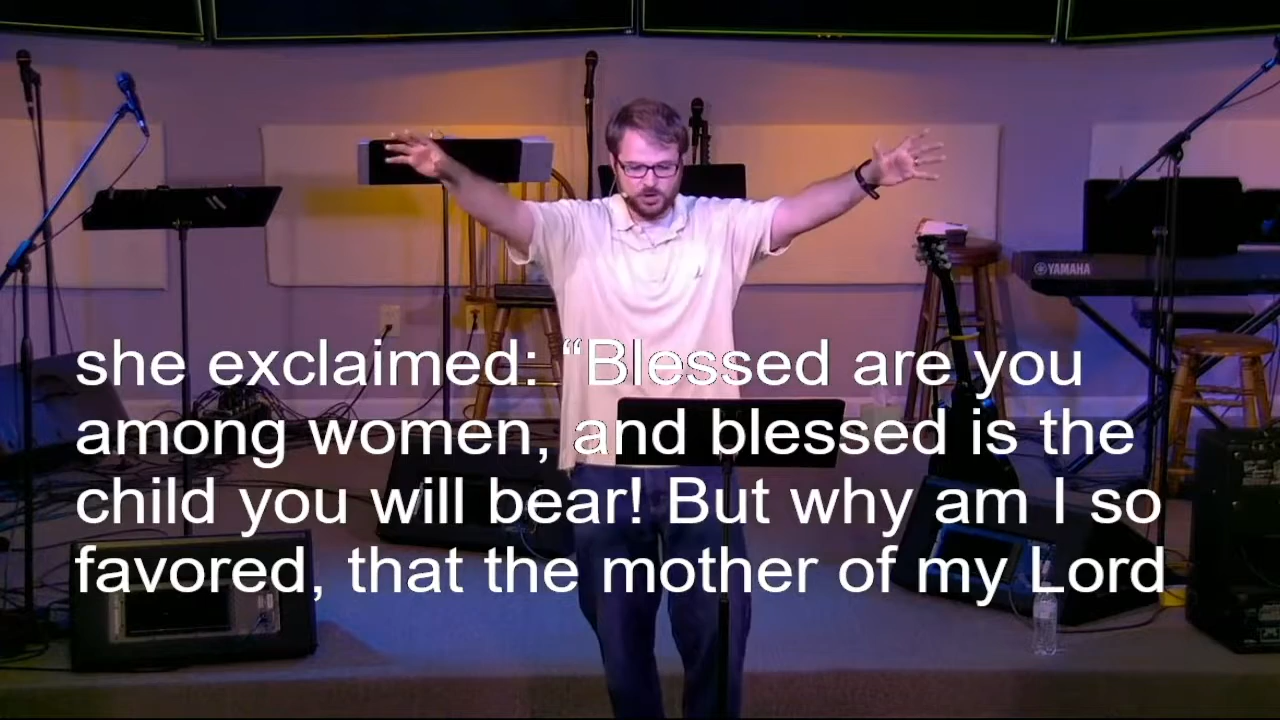 YAMAHA
she exclaimed: “Blessed are you
among women, and blessed is the
child you will bear! But why am I so
favored, that the mother of my Lord